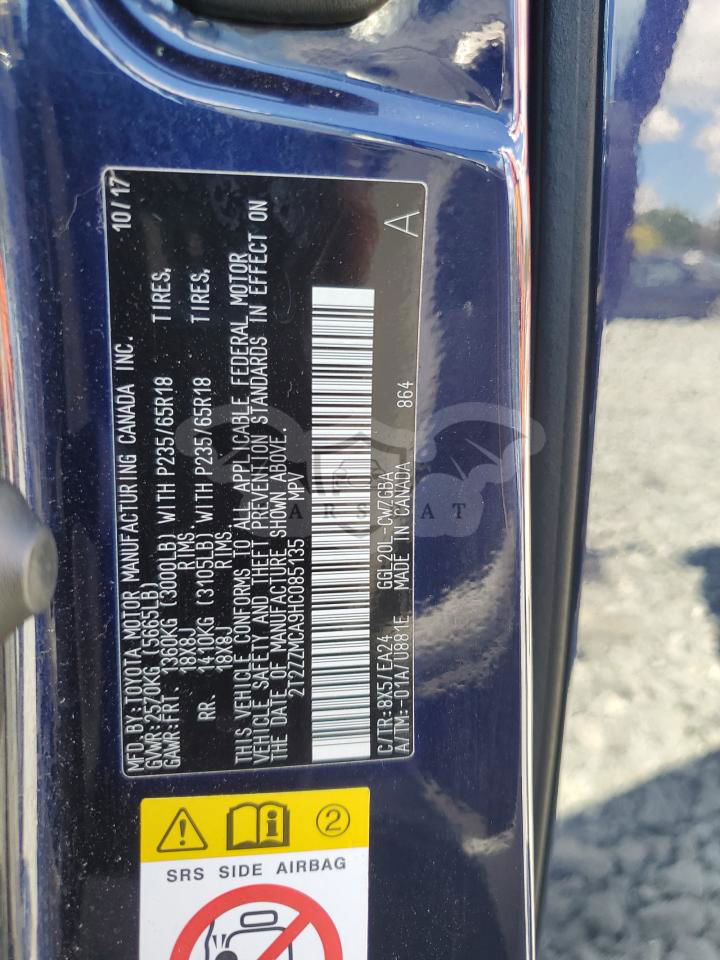 MFD.BY:TOYOTA MOTOR MANUFACTURING CANADA INC. 10/17
GVWR:2570KG (5665LB)
GAWR:FRT. 1360KG (3000LB) WITH P235/65R18 TIRES,
18X8J RIMS,
RR. 1410KG (3105LB) WITH P235/65R18 TIRES,
18X8J RIMS.
THIS VEHICLE CONFORMS TO ALL APPLICABLE FEDERAL MOTOR
VEHICLE SAFETY AND THEFT PREVENTION STANDARDS IN EFFECT ON
THE DATE OF MANUFACTURE SHOWN ABOVE.
2T2ZZMCA9HC085135 MPV
C/TR:8X5/EA24 GGL20L-CWZGBA
A/TM:-01A/U881E MADE IN CANADA 864
A
2
SRS SIDE AIRBAG